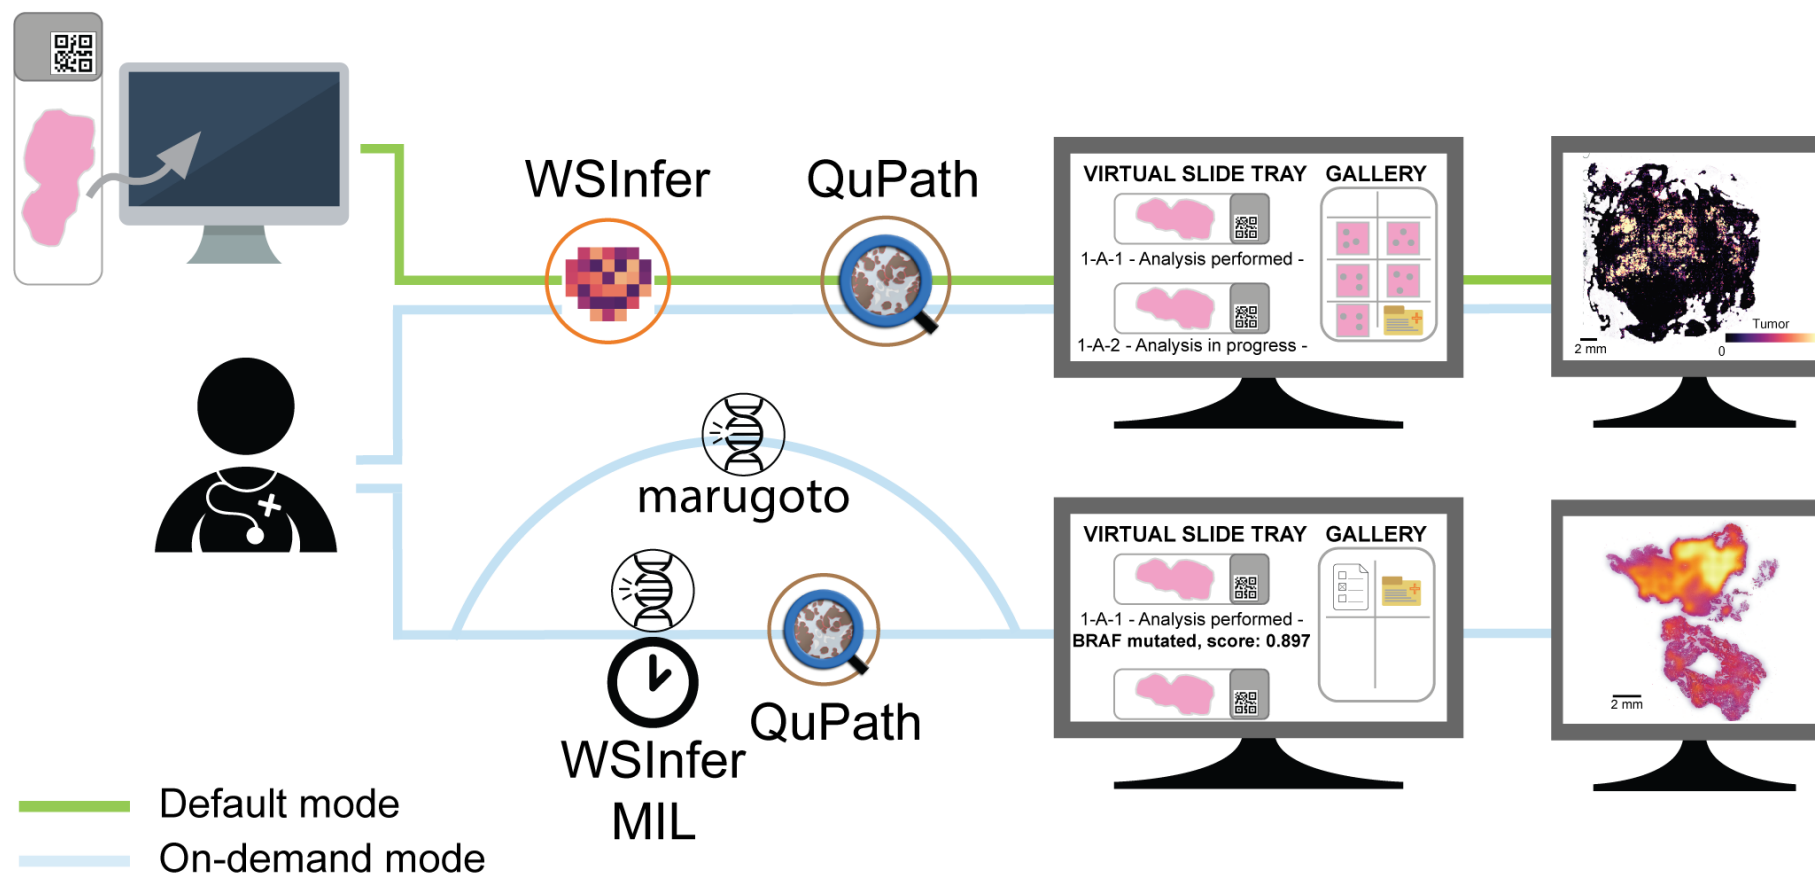 WSInfer
QuPath
VIRTUAL SLIDE TRAY
GALLERY
1-A-1 - Analysis performed -
1-A-2 - Analysis in progress -
Tumor
2 mm
0
marugoto
WSInfer
MIL
QuPath
VIRTUAL SLIDE TRAY
GALLERY
1-A-1 - Analysis performed -
BRAF mutated, score: 0.897
2 mm
Default mode
On-demand mode